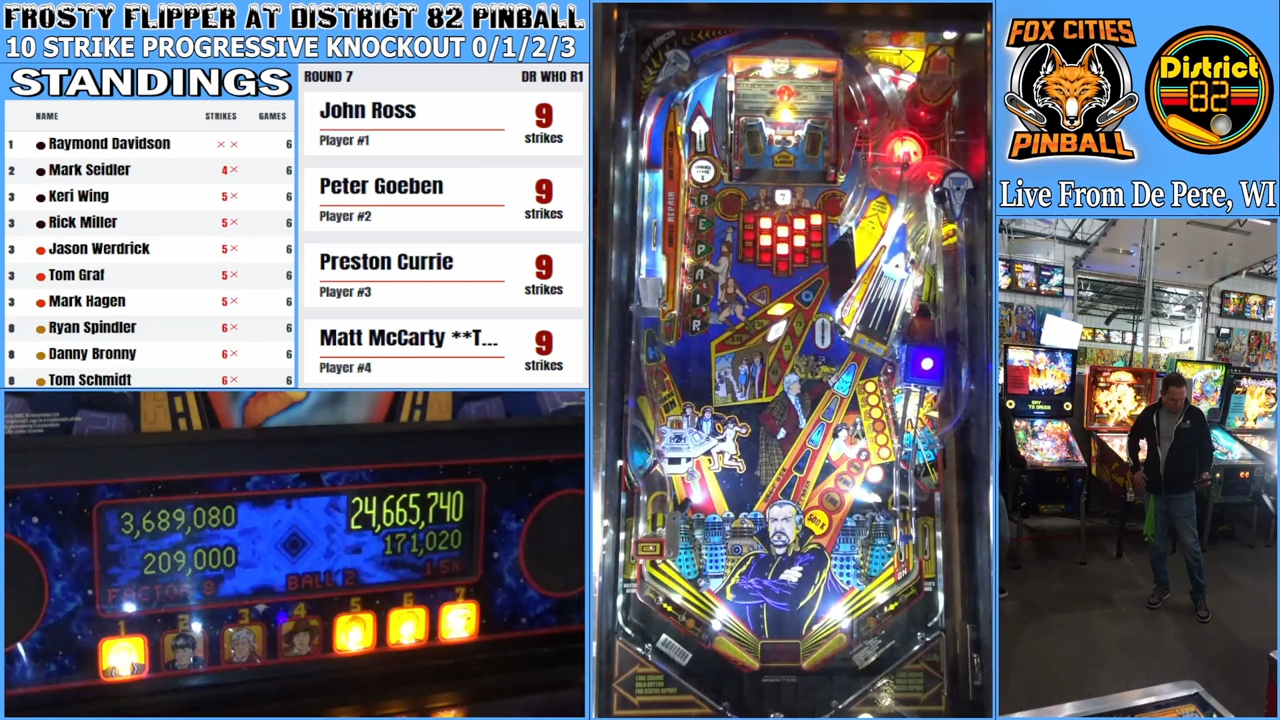 FROSTY FLIPPER AT DISTRICT 82 PINBALL
10 STRIKE PROGRESSIVE KNOCKOUT 0/1/2/3
STANDINGS
NAME STRIKES GAMES
1 Raymond Davidson ×× 6
2 Mark Seidler 4× 6
3 Keri Wing 5× 6
3 Rick Miller 5× 6
3 Jason Werdrick 5× 6
3 Tom Graf 5× 6
3 Mark Hagen 5× 6
8 Ryan Spindler 6× 6
8 Danny Bronny 6× 6
8 Tom Schmidt 6× 6
ROUND 7 DR WHO R1
John Ross
Player #1
9
strikes
Peter Goeben
Player #2
9
strikes
Preston Currie
Player #3
9
strikes
Matt McCarty **T...
Player #4
9
strikes
3,689,080 24,665,740
209,000 171,020
FACTOR 8 BALL 2 1.5X
1 2 3 4 5 6 7
REPAIR
7
REPAIR
500K
FOX CITIES
PINBALL
District
82
Live From De Pere, WI